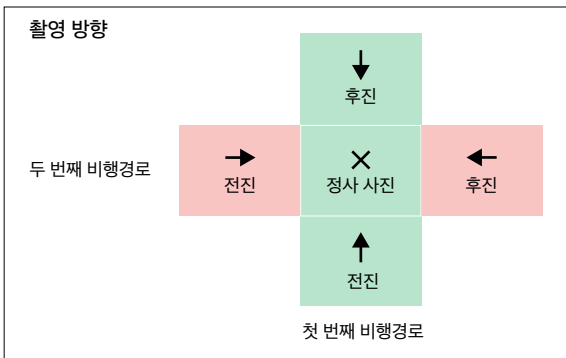 촬영 방향
후진
두 번째 비행경로
전진
정사 사진
후진
전진
첫 번째 비행경로